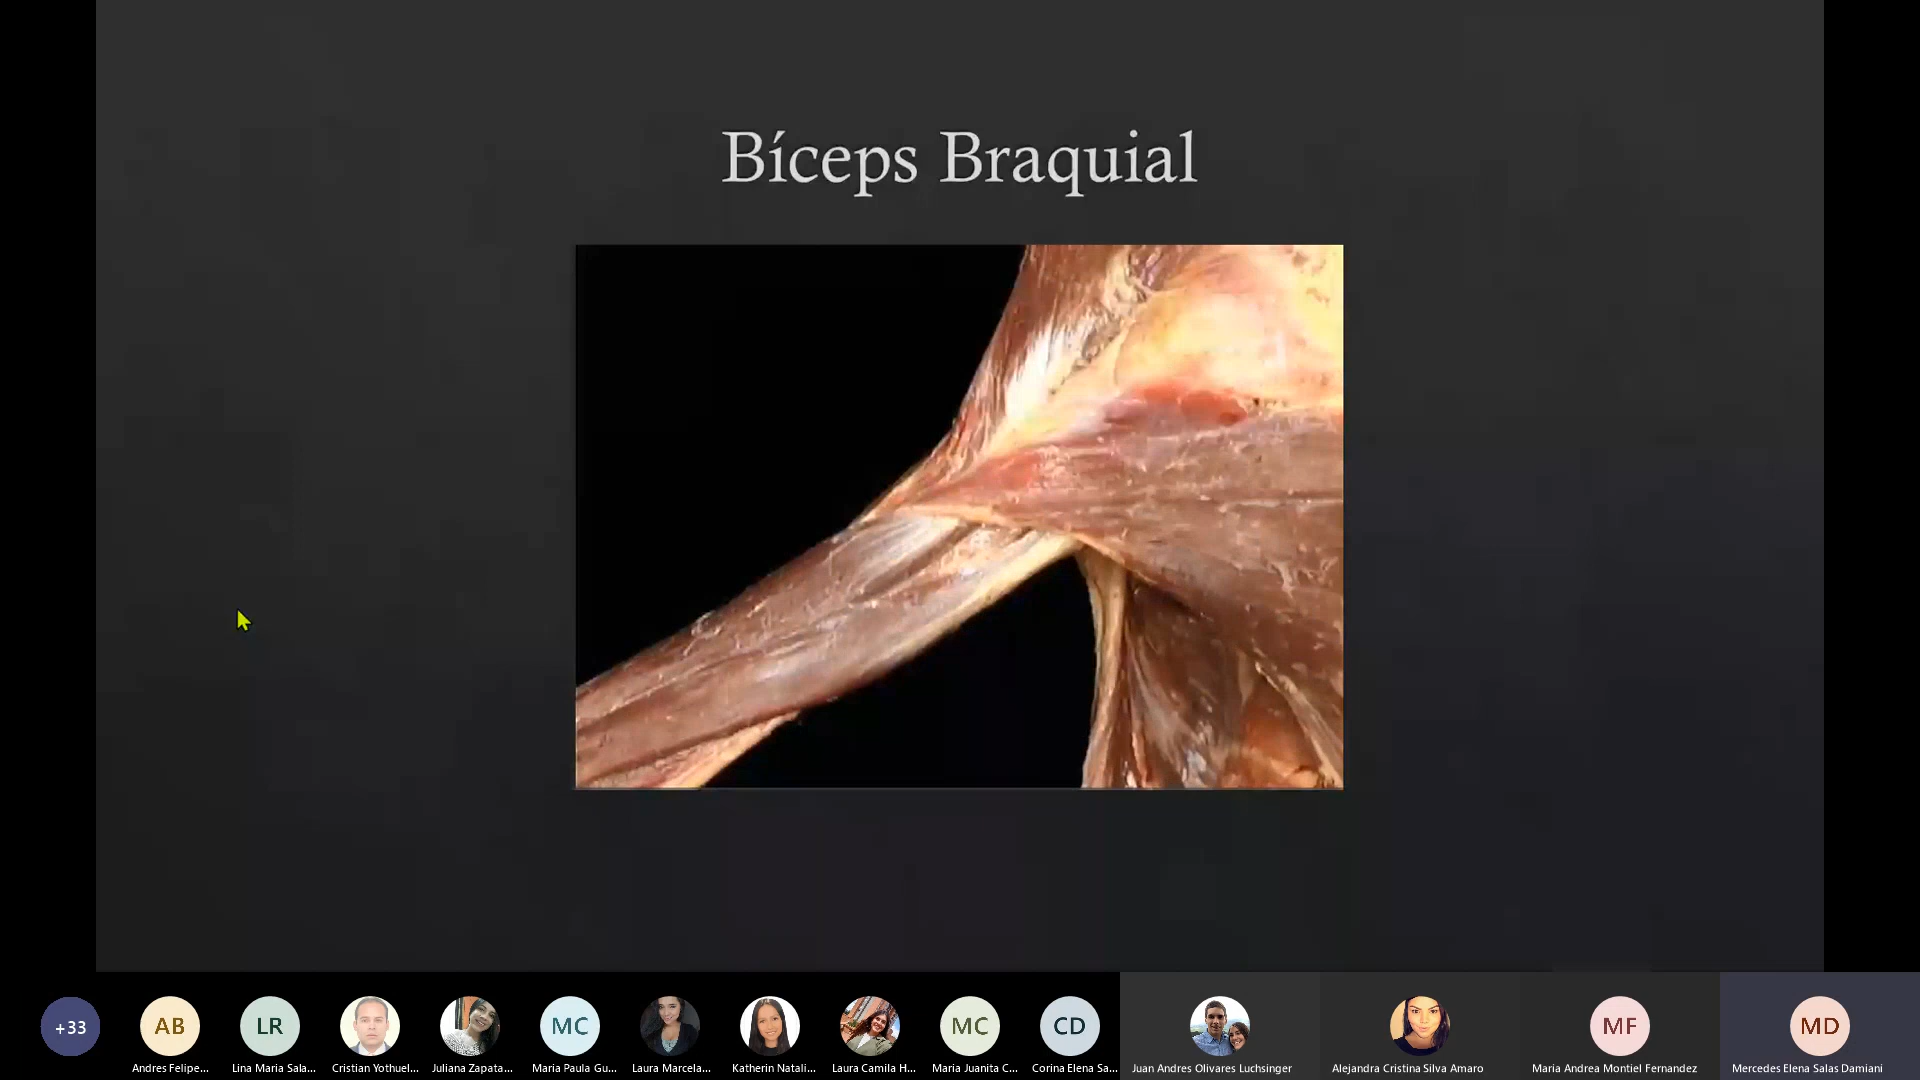 Bíceps Braquial
+33
AB
LR
MC
MC
CD
MF
MD
Andres Felipe...
Lina Maria Sala...
Cristian Yothuel...
Juliana Zapata...
Maria Paula Gu...
Laura Marcela...
Katherin Natali...
Laura Camila H...
Maria Juanita C...
Corina Elena Sa...
Juan Andres Olivares Luchsinger
Alejandra Cristina Silva Amaro
Maria Andrea Montiel Fernandez
Mercedes Elena Salas Damiani